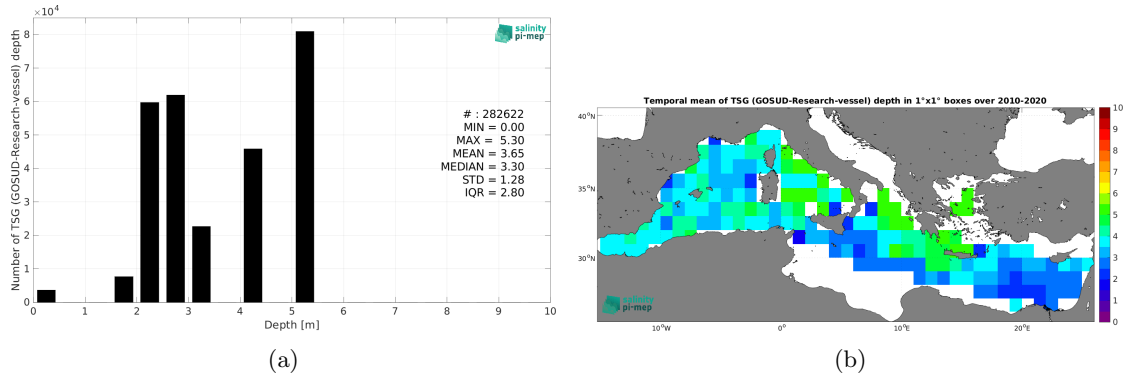 ×10⁴
8
7
6
5
4
3
2
1
0
Number of TSG (GOSUD-Research-vessel) depth
0 1 2 3 4 5 6 7 8 9 10
Depth [m]
salinity
pi-mep
# : 282622
MIN = 0.00
MAX = 5.30
MEAN = 3.65
MEDIAN = 3.30
STD = 1.28
IQR = 2.80
(a)
Temporal mean of TSG (GOSUD-Research-vessel) depth in 1°x1° boxes over 2010-2020
40°N
35°N
30°N
10°W 0° 10°E 20°E
salinity
pi-mep
10
9
8
7
6
5
4
3
2
1
0
(b)